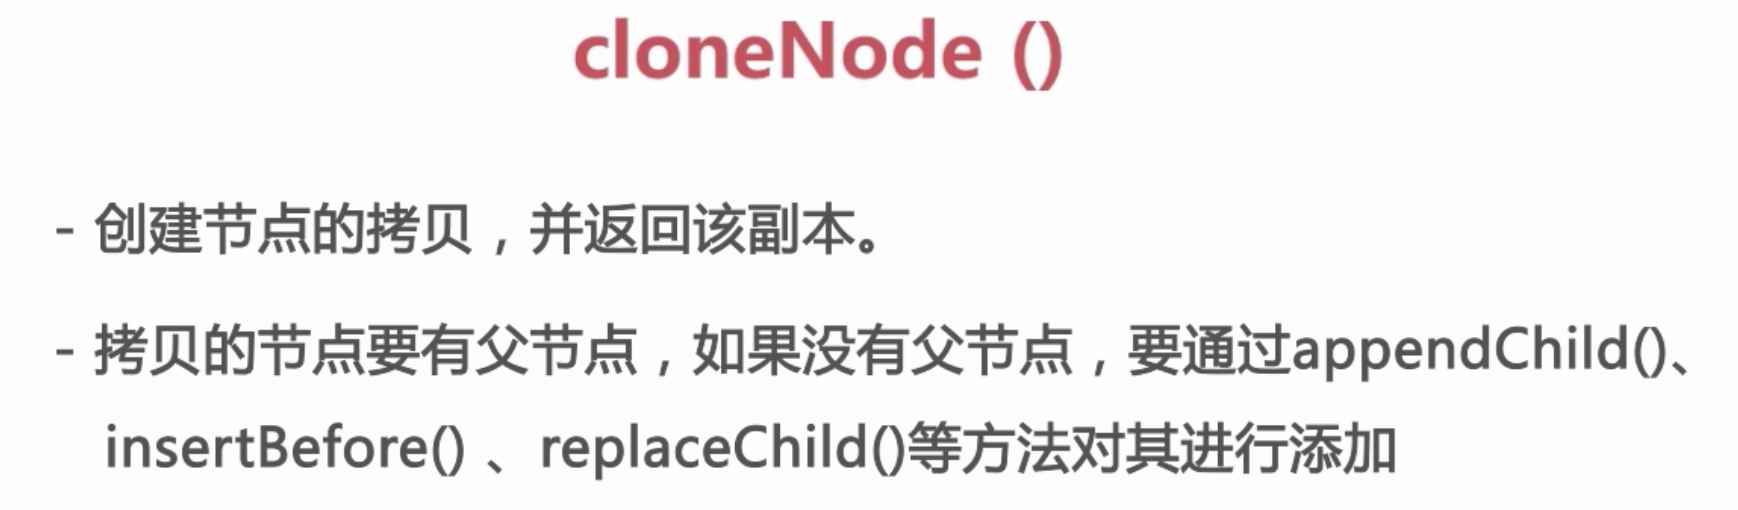 cloneNode ()
- 创建节点的拷贝，并返回该副本。
- 拷贝的节点要有父节点，如果没有父节点，要通过appendChild()、
insertBefore() 、replaceChild()等方法对其进行添加